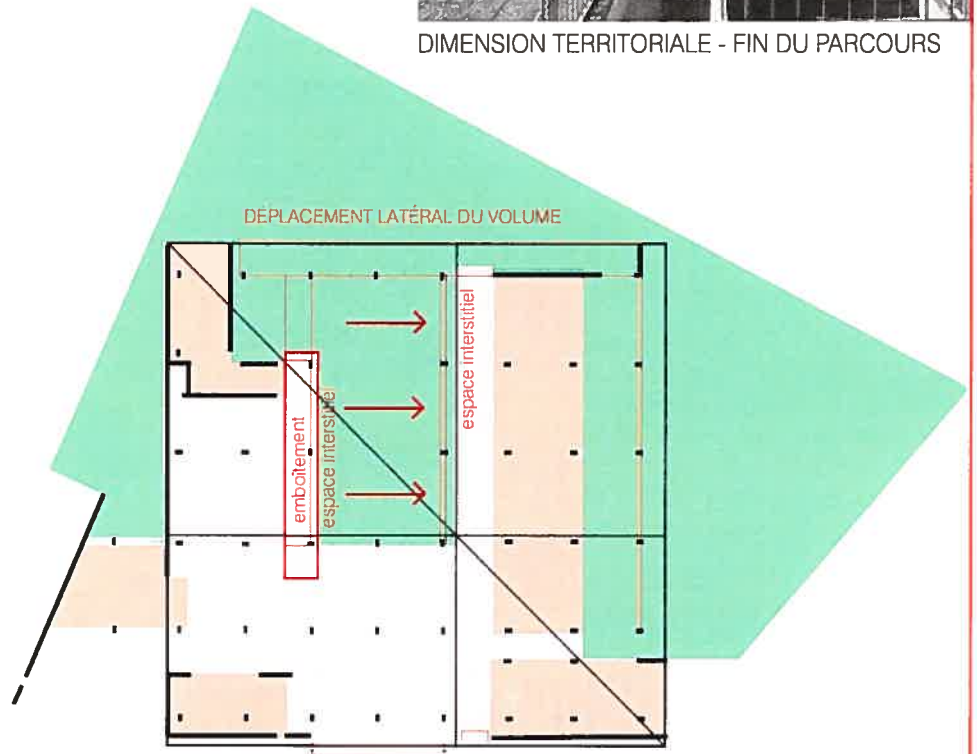 DIMENSION TERRITORIALE - FIN DU PARCOURS
DÉPLACEMENT LATÉRAL DU VOLUME
espace interstitiel
emboîtement
espace interstitiel